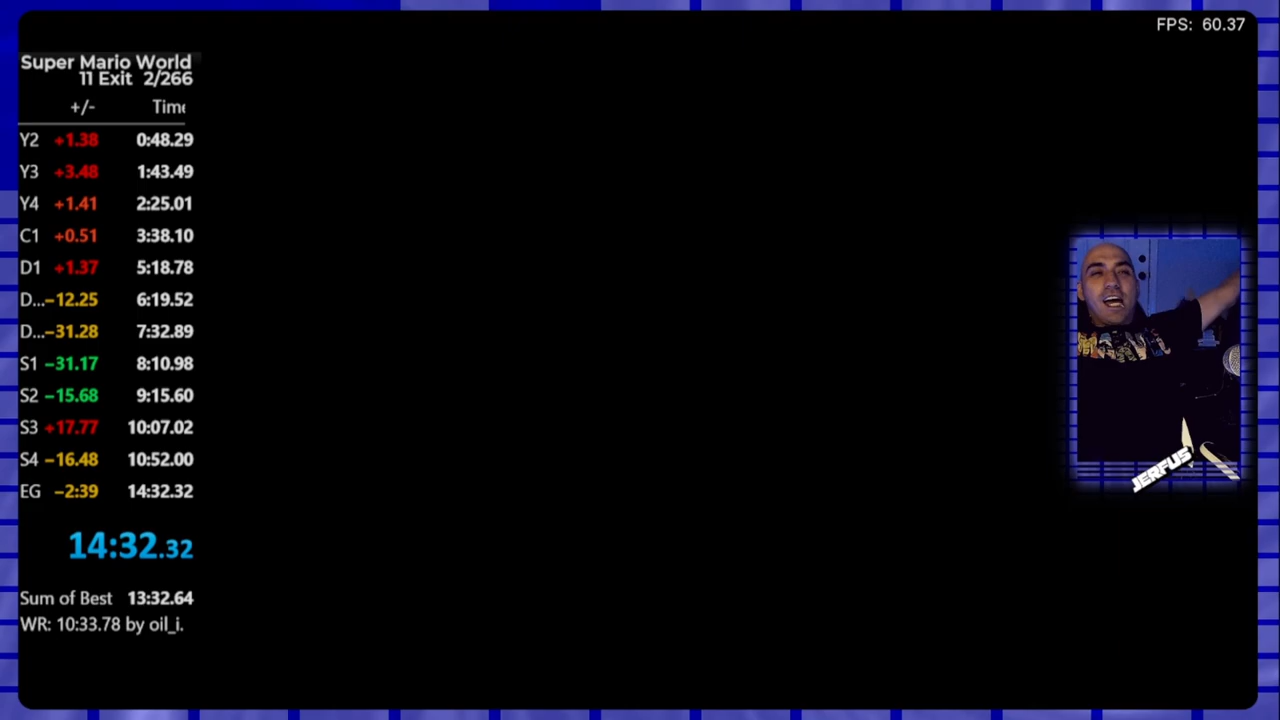 FPS: 60.37
Super Mario World
11 Exit 2/266
+/- Time
Y2 +1.38 0:48.29
Y3 +3.48 1:43.49
Y4 +1.41 2:25.01
C1 +0.51 3:38.10
D1 +1.37 5:18.78
D... -12.25 6:19.52
D... -31.28 7:32.89
S1 -31.17 8:10.98
S2 -15.68 9:15.60
S3 +17.77 10:07.02
S4 -16.48 10:52.00
EG -2:39 14:32.32
14:32.32
Sum of Best 13:32.64
WR: 10:33.78 by oil_i.
JERFUS